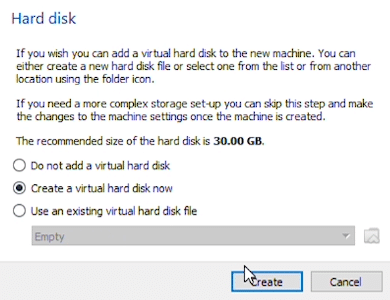 Hard disk
If you wish you can add a virtual hard disk to the new machine. You can
either create a new hard disk file or select one from the list or from another
location using the folder icon.
If you need a more complex storage set-up you can skip this step and make
the changes to the machine settings once the machine is created.
The recommended size of the hard disk is 30.00 GB.
Do not add a virtual hard disk
Create a virtual hard disk now
Use an existing virtual hard disk file
Empty
Create
Cancel